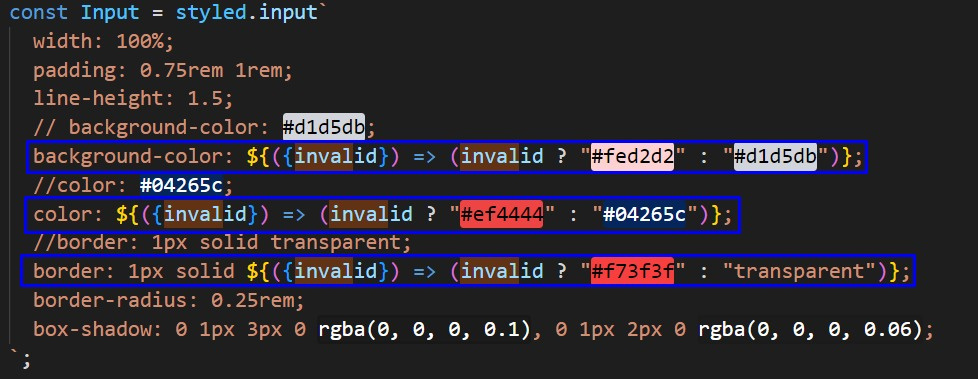 const Input = styled.input`
width: 100%;
padding: 0.75rem 1rem;
line-height: 1.5;
// background-color: #d1d5db;
background-color: ${({invalid}) => (invalid ? "#fed2d2" : "#d1d5db")};
//color: #04265c;
color: ${({invalid}) => (invalid ? "#ef4444" : "#04265c")};
//border: 1px solid transparent;
border: 1px solid ${({invalid}) => (invalid ? "#f73f3f" : "transparent")};
border-radius: 0.25rem;
box-shadow: 0 1px 3px 0 rgba(0, 0, 0, 0.1), 0 1px 2px 0 rgba(0, 0, 0, 0.06);
`;